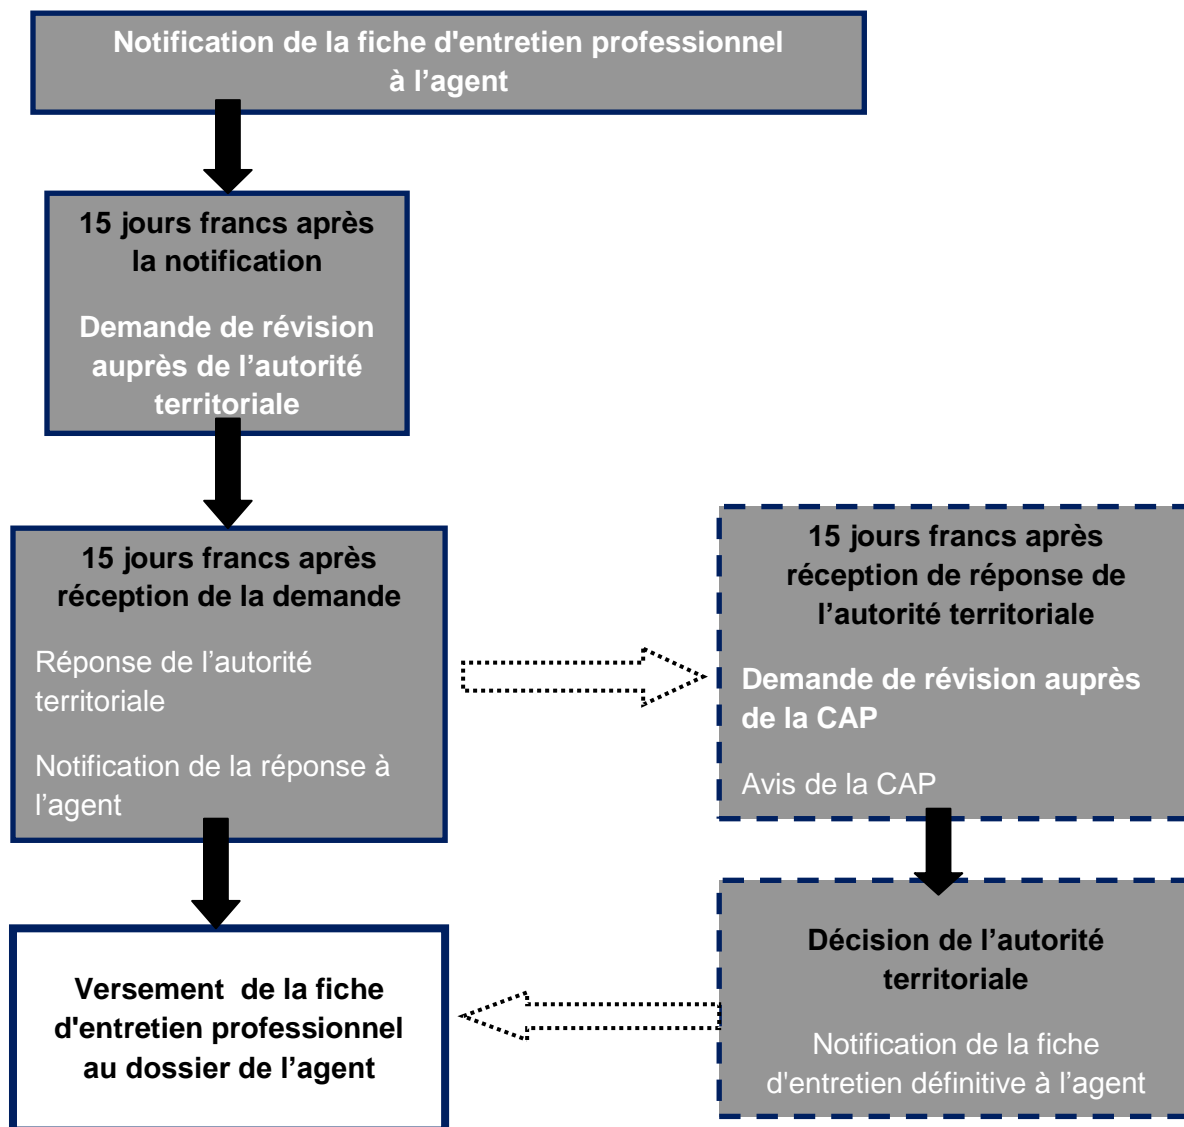 Notification de la fiche d'entretien professionnel
à l’agent
15 jours francs après
la notification
Demande de révision
auprès de l’autorité
territoriale
15 jours francs après
réception de la demande
Réponse de l’autorité
territoriale
Notification de la réponse à
l’agent
15 jours francs après
réception de réponse de
l’autorité territoriale
Demande de révision auprès
de la CAP
Avis de la CAP
Versement de la fiche
d'entretien professionnel
au dossier de l’agent
Décision de l’autorité
territoriale
Notification de la fiche
d'entretien définitive à l’agent